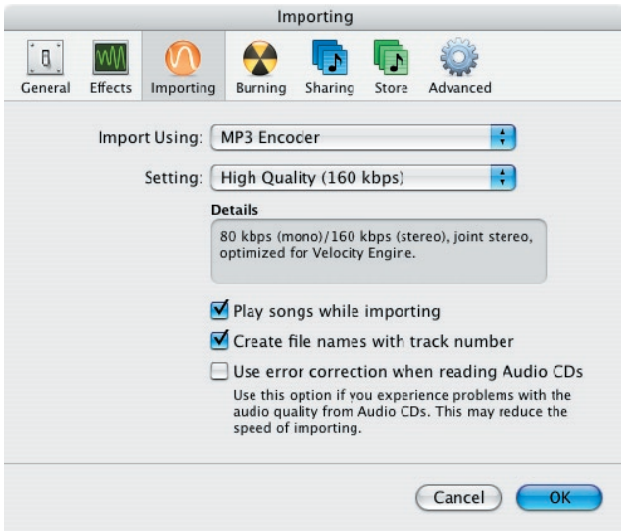 Importing
General Effects Importing Burning Sharing Store Advanced
Import Using: MP3 Encoder
Setting: High Quality (160 kbps)
Details
80 kbps (mono)/160 kbps (stereo), joint stereo,
optimized for Velocity Engine.
Play songs while importing
Create file names with track number
Use error correction when reading Audio CDs
Use this option if you experience problems with the
audio quality from Audio CDs. This may reduce the
speed of importing.
Cancel OK